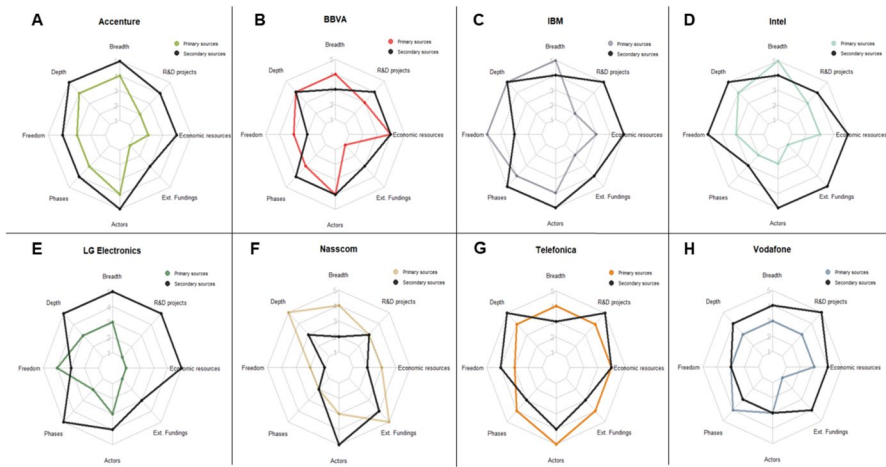 A
Accenture
Primary sources
Secondary sources
Breadth
R&D projects
Economic resources
Ext. Fundings
Actors
Phases
Freedom
Depth
B
BBVA
Primary sources
Secondary sources
Breadth
R&D projects
Economic resources
Ext. Fundings
Actors
Phases
Freedom
Depth
C
IBM
Primary sources
Secondary sources
Breadth
R&D projects
Economic resources
Ext. Fundings
Actors
Phases
Freedom
Depth
D
Intel
Primary sources
Secondary sources
Breadth
R&D projects
Economic resources
Ext. Fundings
Actors
Phases
Freedom
Depth
E
LG Electronics
Primary sources
Secondary sources
Breadth
R&D projects
Economic resources
Ext. Fundings
Actors
Phases
Freedom
Depth
F
Nasscom
Primary sources
Secondary sources
Breadth
R&D projects
Economic resources
Ext. Fundings
Actors
Phases
Freedom
Depth
G
Telefonica
Primary sources
Secondary sources
Breadth
R&D projects
Economic resources
Ext. Fundings
Actors
Phases
Freedom
Depth
H
Vodafone
Primary sources
Secondary sources
Breadth
R&D projects
Economic resources
Ext. Fundings
Actors
Phases
Freedom
Depth